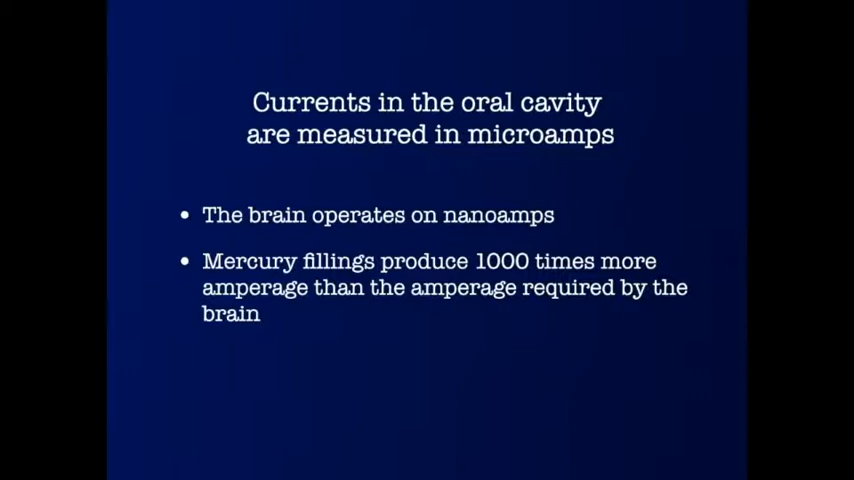 Currents in the oral cavity
are measured in microamps
• The brain operates on nanoamps
• Mercury fillings produce 1000 times more
amperage than the amperage required by the
brain